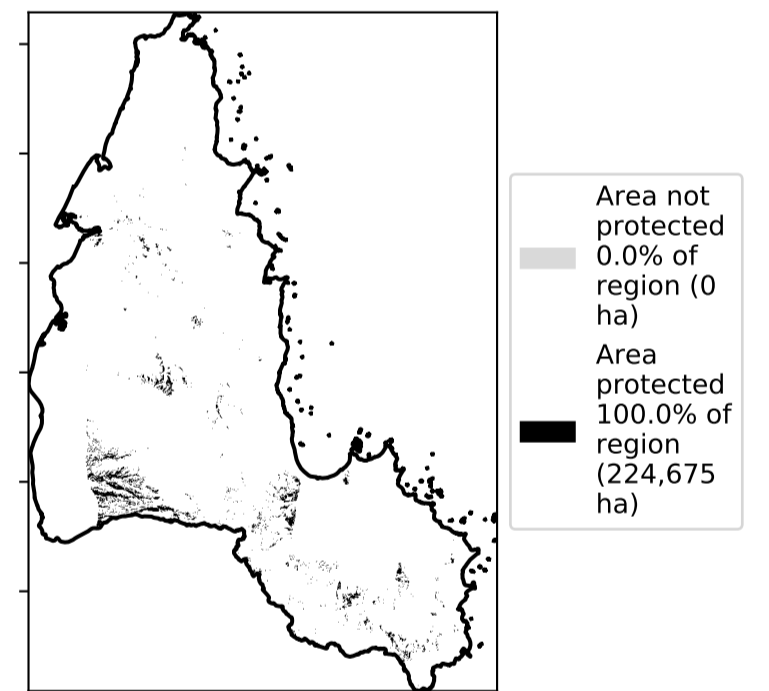 Area not
protected
0.0% of
region (0
ha)
Area
protected
100.0% of
region
(224,675
ha)